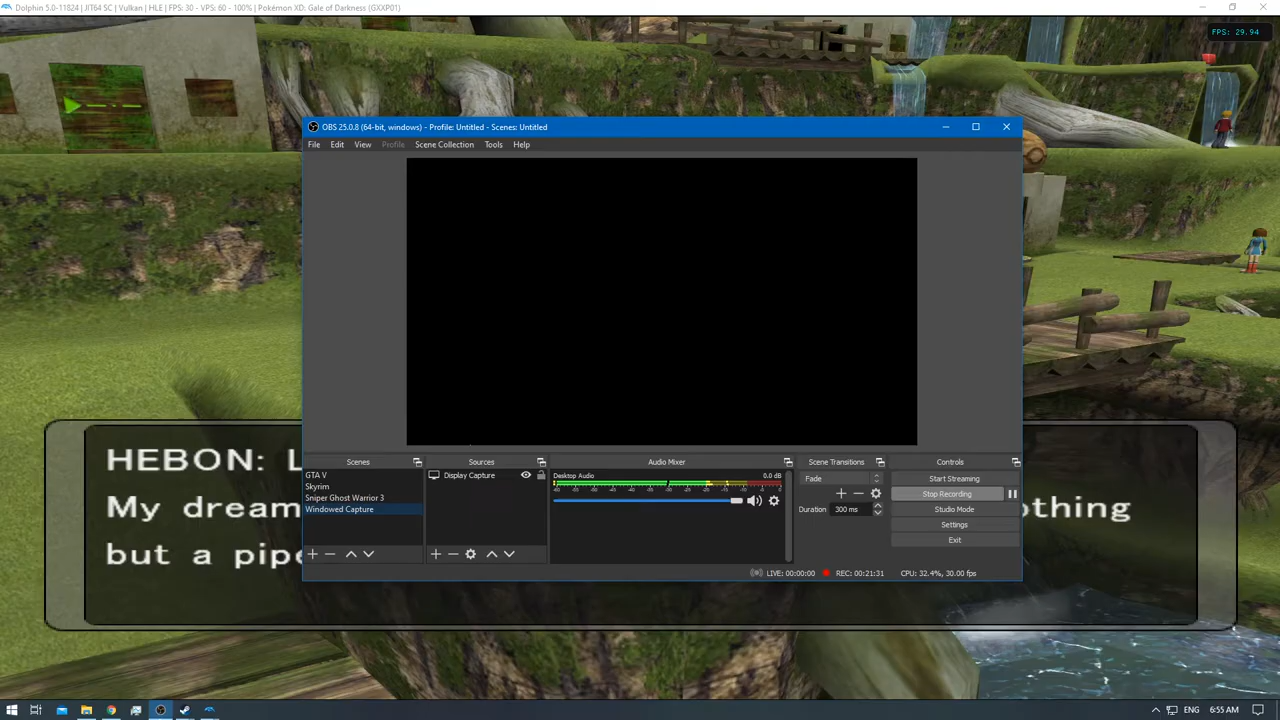 Dolphin 5.0-11824 | JIT64 SC | Vulkan | HLE | FPS: 30 - VPS: 60 - 100% | Pokémon XD: Gale of Darkness (GXXP01)
FPS: 29.94
OBS 25.0.8 (64-bit, windows) - Profile: Untitled - Scenes: Untitled
File Edit View Profile Scene Collection Tools Help
HEBON: L
My dream
othing
but a pipe
Scenes
GTA V
Skyrim
Sniper Ghost Warrior 3
Windowed Capture
Sources
Display Capture
Audio Mixer
Desktop Audio 0.0 dB
Scene Transitions
Fade
Duration 300 ms
Controls
Start Streaming
Stop Recording
Studio Mode
Settings
Exit
LIVE: 00:00:00 REC: 00:21:31 CPU: 32.4%, 30.00 fps
ENG 6:55 AM